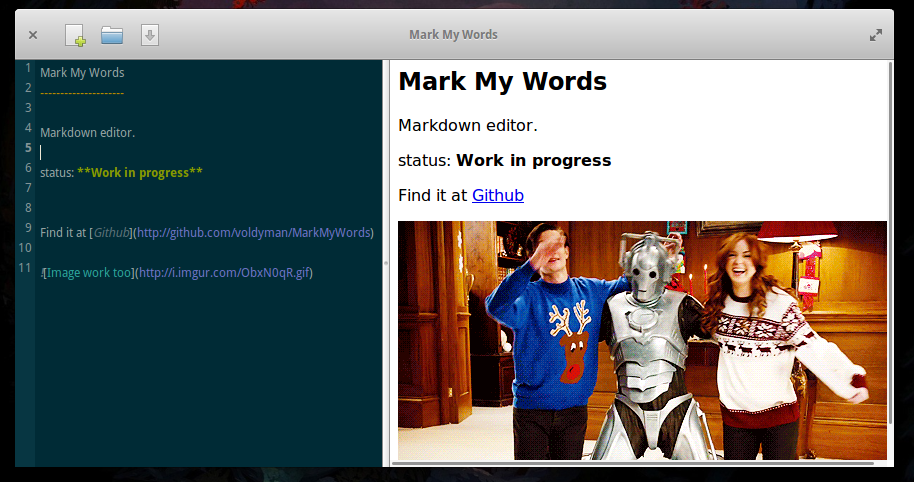 Mark My Words
1 Mark My Words
2 ---------------------
3
4 Markdown editor.
5
6 status: **Work in progress**
7
8
9 Find it at [Github](http://github.com/voldyman/MarkMyWords)
10
11 ![Image work too](http://i.imgur.com/ObxN0qR.gif)
Mark My Words
Markdown editor.
status: Work in progress
Find it at Github